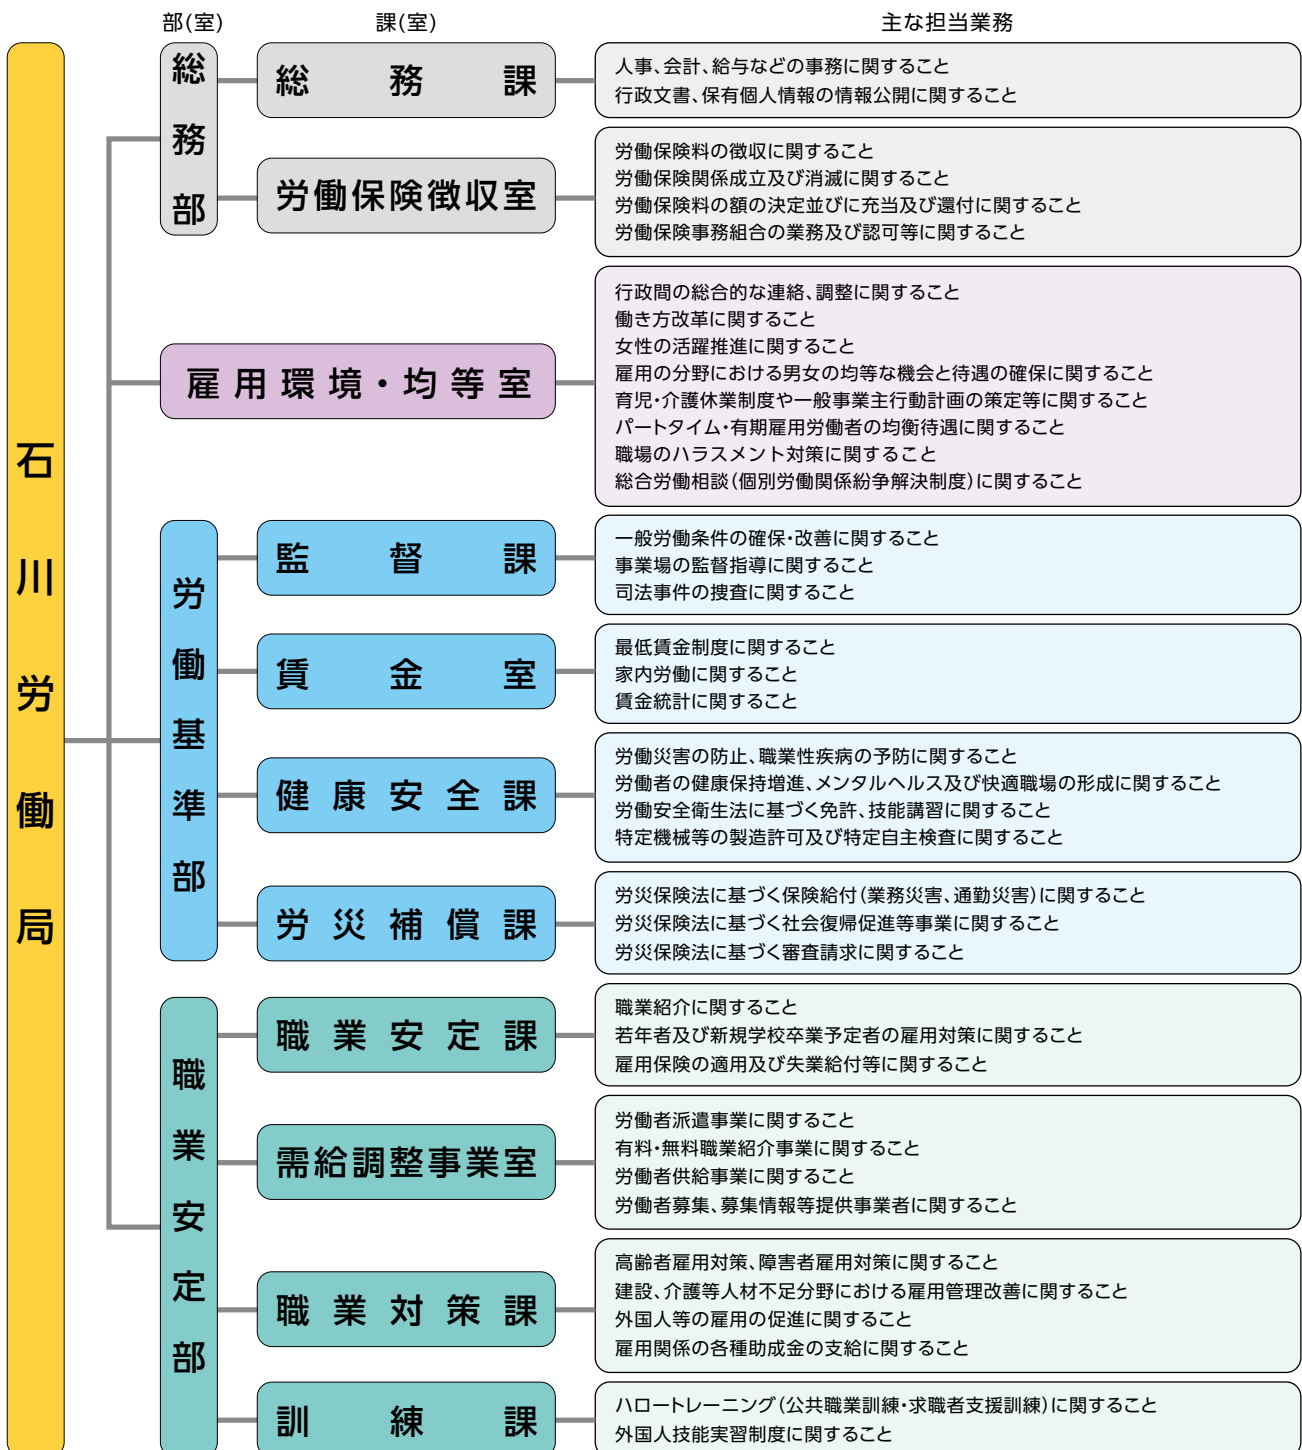 部(室)
課(室)
主な担当業務
石川労働局
総務部
総務課
人事、会計、給与などの事務に関すること
行政文書、保有個人情報の情報公開に関すること
労働保険徴収室
労働保険料の徴収に関すること
労働保険関係成立及び消滅に関すること
労働保険料の額の決定並びに充当及び還付に関すること
労働保険事務組合の業務及び認可等に関すること
雇用環境・均等室
行政間の総合的な連絡、調整に関すること
働き方改革に関すること
女性の活躍推進に関すること
雇用の分野における男女の均等な機会と待遇の確保に関すること
育児・介護休業制度や一般事業主行動計画の策定等に関すること
パートタイム・有期雇用労働者の均衡待遇に関すること
職場のハラスメント対策に関すること
総合労働相談(個別労働関係紛争解決制度)に関すること
労働基準部
監督課
一般労働条件の確保・改善に関すること
事業場の監督指導に関すること
司法事件の捜査に関すること
賃金室
最低賃金制度に関すること
家内労働に関すること
賃金統計に関すること
健康安全課
労働災害の防止、職業性疾病の予防に関すること
労働者の健康保持増進、メンタルヘルス及び快適職場の形成に関すること
労働安全衛生法に基づく免許、技能講習に関すること
特定機械等の製造許可及び特定自主検査に関すること
労災補償課
労災保険法に基づく保険給付(業務災害、通勤災害)に関すること
労災保険法に基づく社会復帰促進等事業に関すること
労災保険法に基づく審査請求に関すること
職業安定部
職業安定課
職業紹介に関すること
若年者及び新規学校卒業予定者の雇用対策に関すること
雇用保険の適用及び失業給付等に関すること
需給調整事業室
労働者派遣事業に関すること
有料・無料職業紹介事業に関すること
労働者供給事業に関すること
労働者募集、募集情報等提供事業者に関すること
職業対策課
高齢者雇用対策、障害者雇用対策に関すること
建設、介護等人材不足分野における雇用管理改善に関すること
外国人等の雇用の促進に関すること
雇用関係の各種助成金の支給に関すること
訓練課
ハロートレーニング(公共職業訓練・求職者支援訓練)に関すること
外国人技能実習制度に関すること